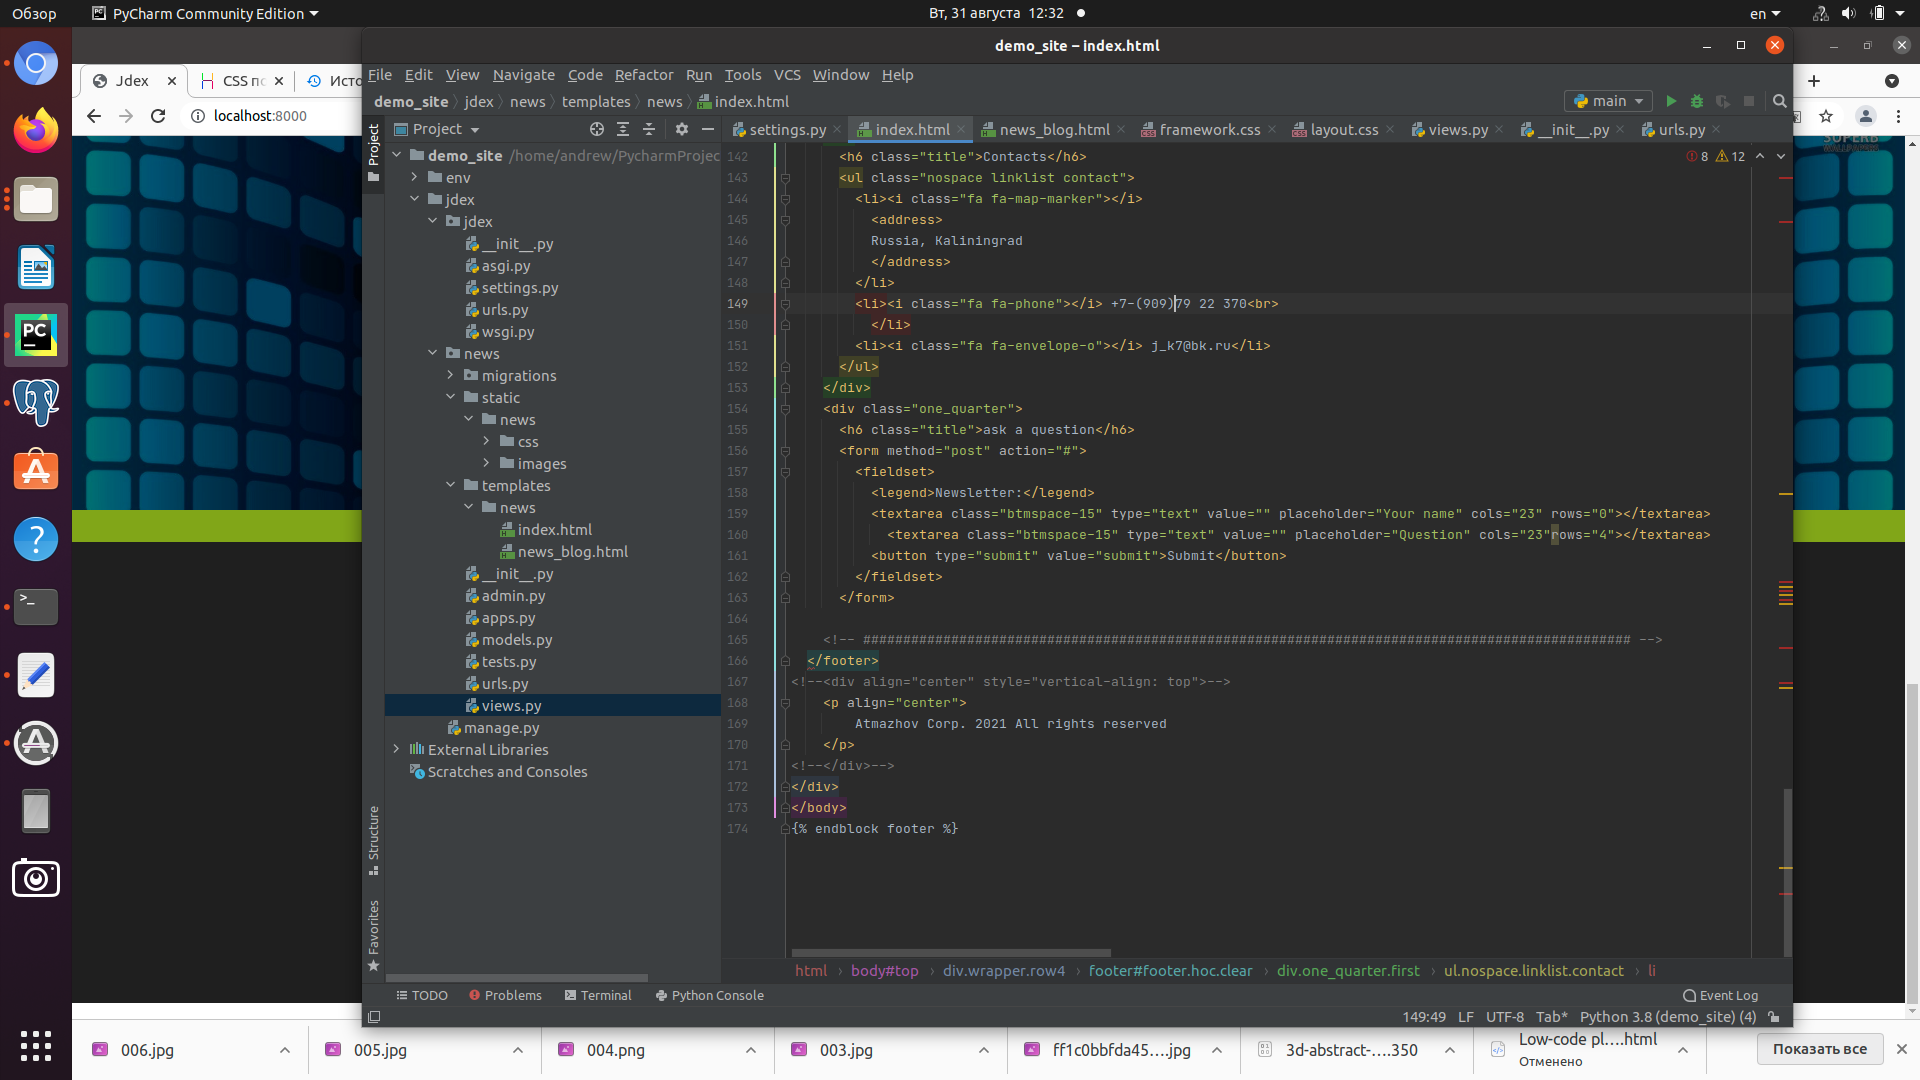 Обзор
PyCharm Community Edition
Вт, 31 августа 12:32
en
demo_site – index.html
Jdex
CSS по
Исто
localhost:8000
File Edit View Navigate Code Refactor Run Tools VCS Window Help
demo_site jdex news templates news index.html
main
Project
settings.py index.html news_blog.html framework.css layout.css views.py __init__.py urls.py
Project
Structure
Favorites
demo_site /home/andrew/PycharmProjec
env
jdex
jdex
__init__.py
asgi.py
settings.py
urls.py
wsgi.py
news
migrations
static
news
css
images
templates
news
index.html
news_blog.html
__init__.py
admin.py
apps.py
models.py
tests.py
urls.py
views.py
manage.py
External Libraries
Scratches and Consoles
8 12
142 <h6 class="title">Contacts</h6>
143 <ul class="nospace linklist contact">
144 <li><i class="fa fa-map-marker"></i>
145 <address>
146 Russia, Kaliningrad
147 </address>
148 </li>
149 <li><i class="fa fa-phone"></i> +7-(909)79 22 370<br>
150 </li>
151 <li><i class="fa fa-envelope-o"></i> j_k7@bk.ru</li>
152 </ul>
153 </div>
154 <div class="one_quarter">
155 <h6 class="title">ask a question</h6>
156 <form method="post" action="#">
157 <fieldset>
158 <legend>Newsletter:</legend>
159 <textarea class="btmspace-15" type="text" value="" placeholder="Your name" cols="23" rows="0"></textarea>
160 <textarea class="btmspace-15" type="text" value="" placeholder="Question" cols="23"rows="4"></textarea>
161 <button type="submit" value="submit">Submit</button>
162 </fieldset>
163 </form>
164
165 <!-- ################################################################################################ -->
166 </footer>
167 <!--<div align="center" style="vertical-align: top">-->
168 <p align="center">
169 Atmazhov Corp. 2021 All rights reserved
170 </p>
171 <!--</div>-->
172 </div>
173 </body>
174 {% endblock footer %}
html body#top div.wrapper.row4 footer#footer.hoc.clear div.one_quarter.first ul.nospace.linklist.contact li
TODO Problems Terminal Python Console Event Log
149:49 LF UTF-8 Tab* Python 3.8 (demo_site) (4)
006.jpg
005.jpg
004.png
003.jpg
ff1c0bbfda45….jpg
3d-abstract-….350
Low-code pl….html
Отменено
Показать все